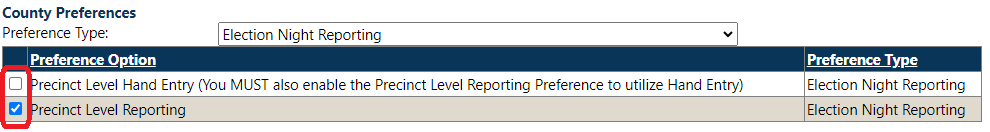 County Preferences
Preference Type: Election Night Reporting
Preference Option Preference Type
Precinct Level Hand Entry (You MUST also enable the Precinct Level Reporting Preference to utilize Hand Entry) Election Night Reporting
Precinct Level Reporting Election Night Reporting